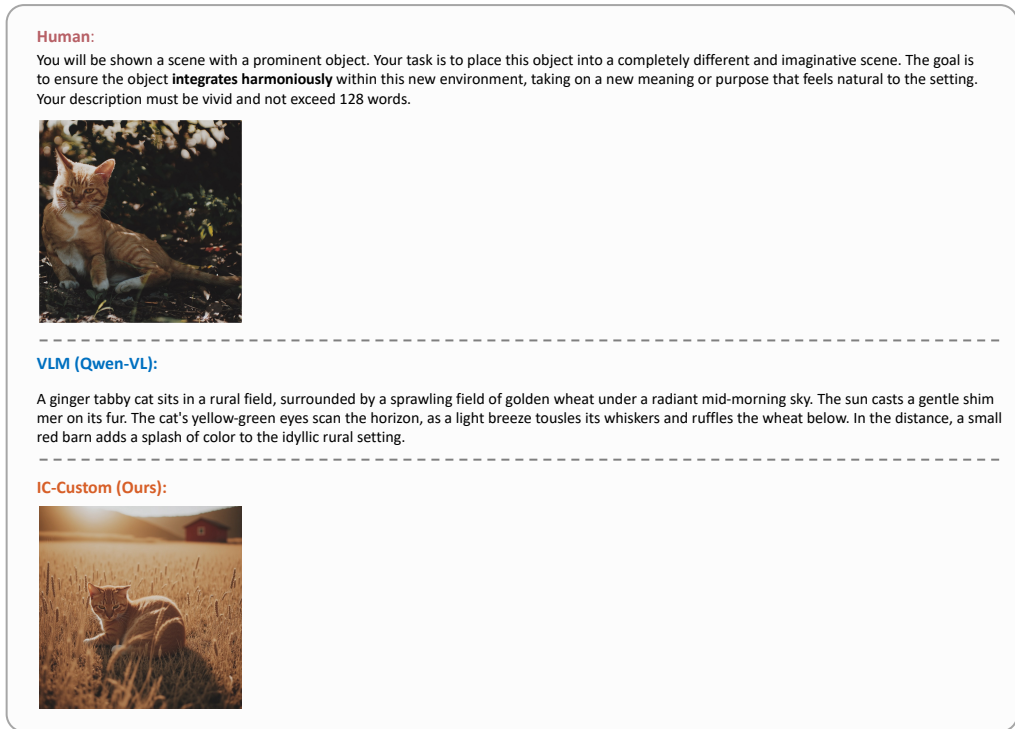 Human:
You will be shown a scene with a prominent object. Your task is to place this object into a completely different and imaginative scene. The goal is
to ensure the object integrates harmoniously within this new environment, taking on a new meaning or purpose that feels natural to the setting.
Your description must be vivid and not exceed 128 words.
VLM (Qwen-VL):
A ginger tabby cat sits in a rural field, surrounded by a sprawling field of golden wheat under a radiant mid-morning sky. The sun casts a gentle shim
mer on its fur. The cat's yellow-green eyes scan the horizon, as a light breeze tousles its whiskers and ruffles the wheat below. In the distance, a small
red barn adds a splash of color to the idyllic rural setting.
IC-Custom (Ours):